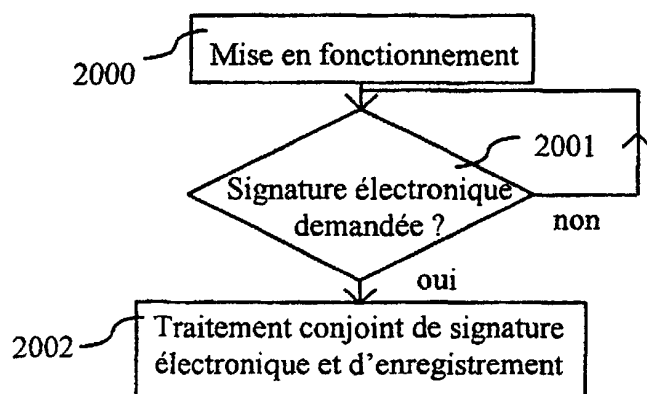 2000
Mise en fonctionnement
2001
Signature électronique
demandée ?
non
oui
2002
Traitement conjoint de signature
électronique et d'enregistrement